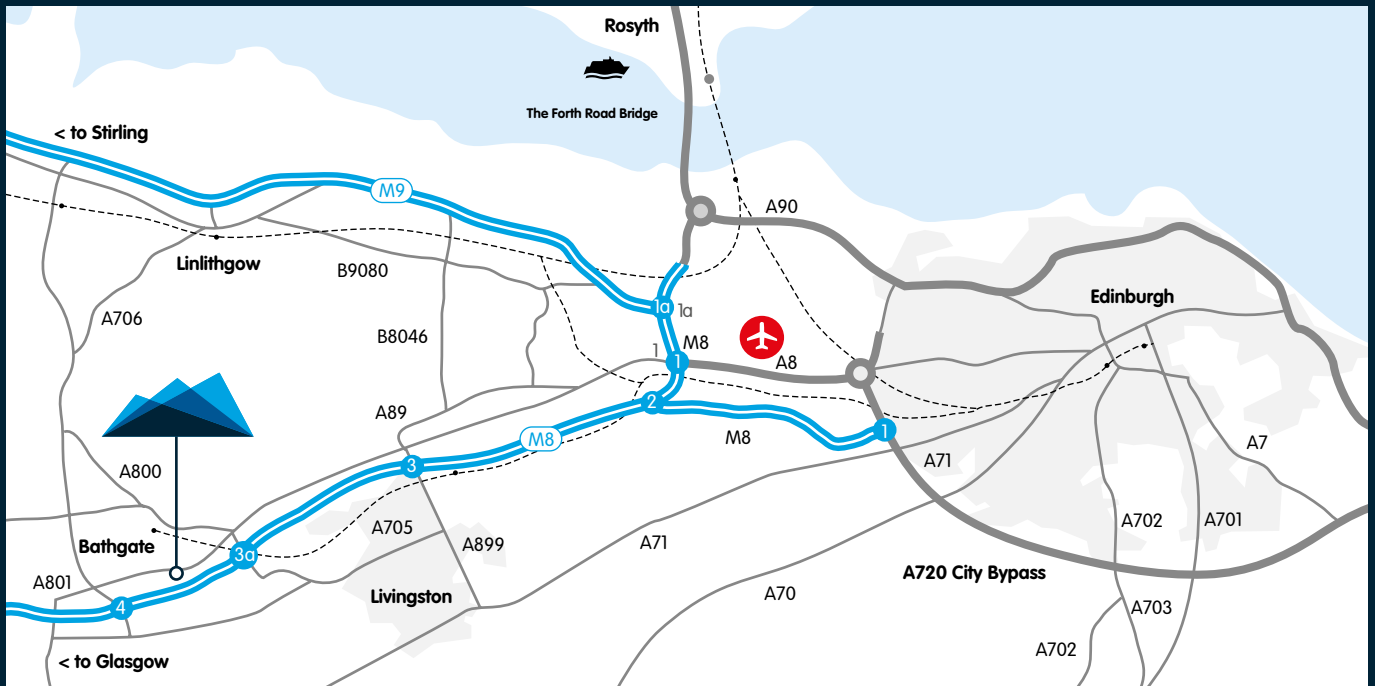 Rosyth
The Forth Road Bridge
< to Stirling
M9
A90
Linlithgow
B9080
Edinburgh
1a
1a
A706
B8046
M8
1
1
A8
2
A89
M8
M8
1
A7
A71
3
A800
A705
A702
A701
A899
A71
Bathgate
3a
A720 City Bypass
A801
Livingston
A70
4
A703
A702
< to Glasgow